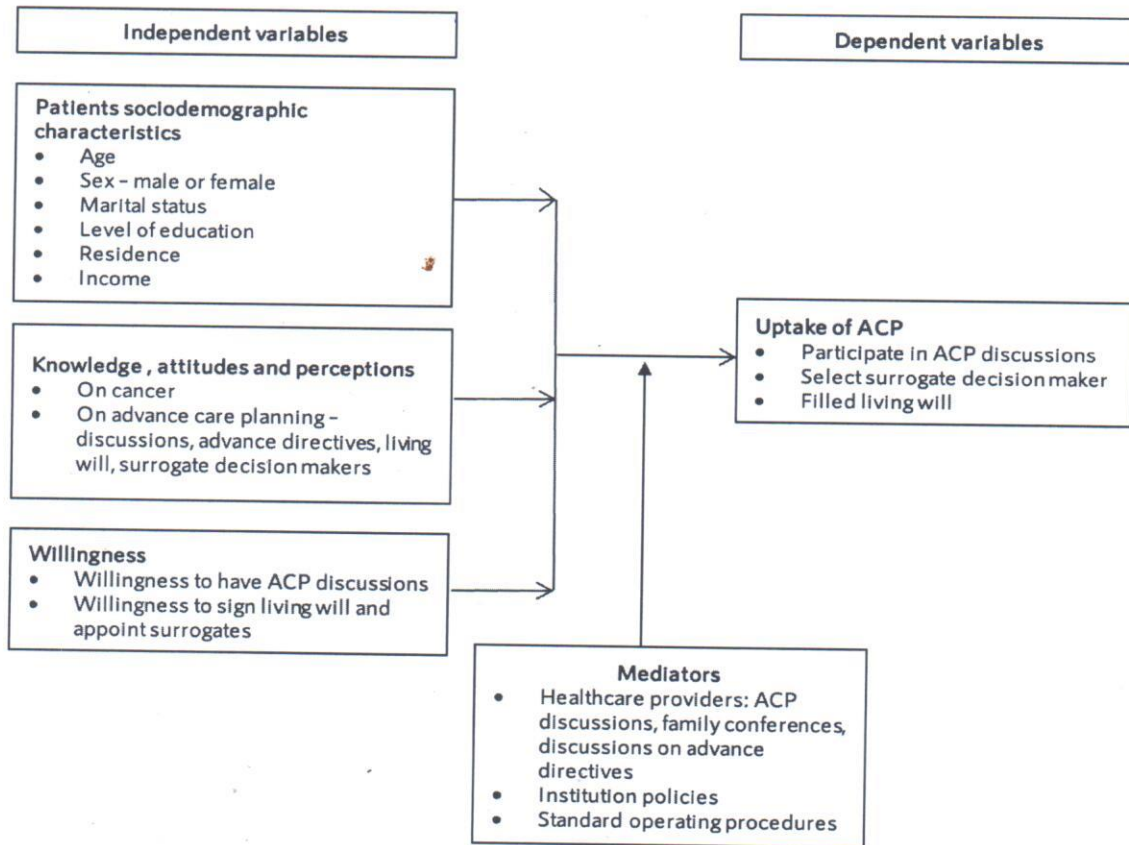 Independent variables
Dependent variables
Patients sociodemographic
characteristics
• Age
• Sex – male or female
• Marital status
• Level of education
• Residence
• Income
Knowledge , attitudes and perceptions
• On cancer
• On advance care planning –
discussions, advance directives, living
will, surrogate decision makers
Willingness
• Willingness to have ACP discussions
• Willingness to sign living will and
appoint surrogates
Uptake of ACP
• Participate in ACP discussions
• Select surrogate decision maker
• Filled living will
Mediators
• Healthcare providers: ACP
discussions, family conferences,
discussions on advance
directives
• Institution policies
• Standard operating procedures